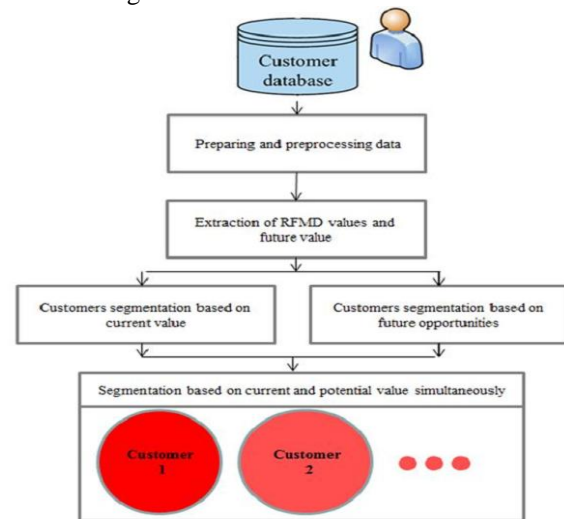 Customer
database
Preparing and preprocessing data
Extraction of RFMD values and
future value
Customers segmentation based on
current value
Customers segmentation based on
future opportunities
Segmentation based on current and potential value simultaneously
Customer
1
Customer
2